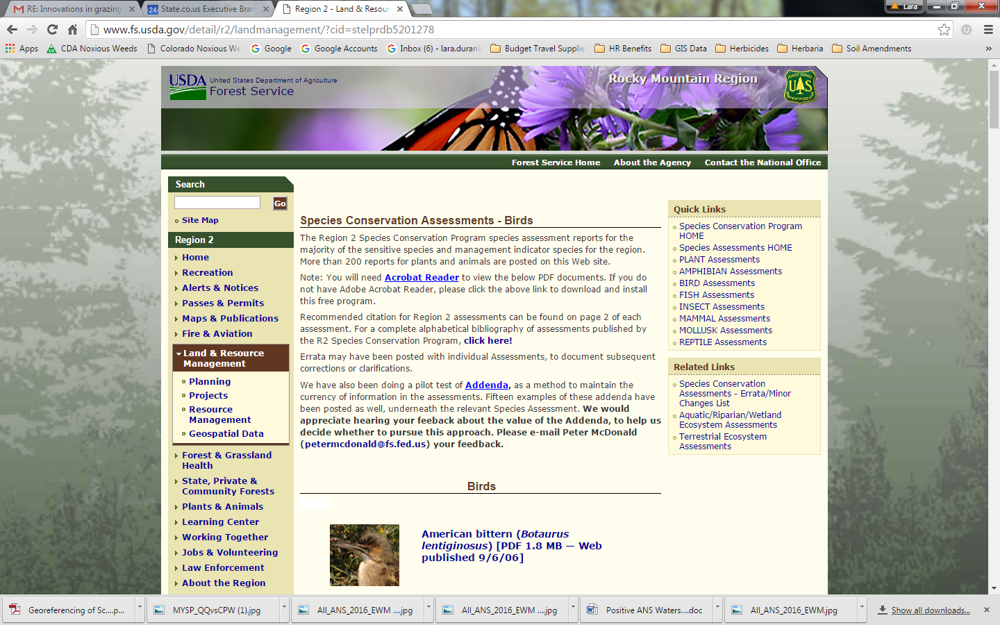 RE: Innovations in grazing
State.co.us Executive Bran
Region 2 - Land & Resour
Lara
www.fs.usda.gov/detail/r2/landmanagement/?cid=stelprdb5201278
Apps
CDA Noxious Weeds
Colorado Noxious We
Google
Google Accounts
Inbox (6) - lara.duran@
Budget Travel Supplie
HR Benefits
GIS Data
Herbicides
Herbaria
Soil Amendments
USDA
United States Department of Agriculture
Forest Service
Rocky Mountain Region
FOREST SERVICE
U S
DEPARTMENT OF AGRICULTURE
Forest Service Home
About the Agency
Contact the National Office
Search
Go
Site Map
Region 2
Home
Recreation
Alerts & Notices
Passes & Permits
Maps & Publications
Fire & Aviation
Land & Resource
Management
Planning
Projects
Resource
Management
Geospatial Data
Forest & Grassland
Health
State, Private &
Community Forests
Plants & Animals
Learning Center
Working Together
Jobs & Volunteering
Law Enforcement
About the Region
Species Conservation Assessments - Birds
The Region 2 Species Conservation Program species assessment reports for the
majority of the sensitive species and management indicator species for the region.
More than 200 reports for plants and animals are posted on this Web site.
Note: You will need Acrobat Reader to view the below PDF documents. If you do
not have Adobe Acrobat Reader, please click the above link to download and install
this free program.
Recommended citation for Region 2 assessments can be found on page 2 of each
assessment. For a complete alphabetical bibliography of assessments published by
the R2 Species Conservation Program, click here!
Errata may have been posted with individual Assessments, to document subsequent
corrections or clarifications.
We have also been doing a pilot test of Addenda, as a method to maintain the
currency of information in the assessments. Fifteen examples of these addenda have
been posted as well, underneath the relevant Species Assessment. We would
appreciate hearing your feeback about the value of the Addenda, to help us
decide whether to pursue this approach. Please e-mail Peter McDonald
(petermcdonald@fs.fed.us) your feedback.
Birds
American bittern (Botaurus
lentiginosus) [PDF 1.8 MB — Web
published 9/6/06]
Quick Links
Species Conservation Program
HOME
Species Assessments HOME
PLANT Assessments
AMPHIBIAN Assessments
BIRD Assessments
FISH Assessments
INSECT Assessments
MAMMAL Assessments
MOLLUSK Assessments
REPTILE Assessments
Related Links
Species Conservation
Assessments - Errata/Minor
Changes List
Aquatic/Riparian/Wetland
Ecosystem Assessments
Terrestrial Ecosystem
Assessments
Georeferencing of Sc....p...
MYSP_QQvsCPW (1).jpg
All_ANS_2016_EWM ....jpg
All_ANS_2016_EWM ....jpg
Positive ANS Waters....doc
All_ANS_2016_EWM.jpg
Show all downloads...